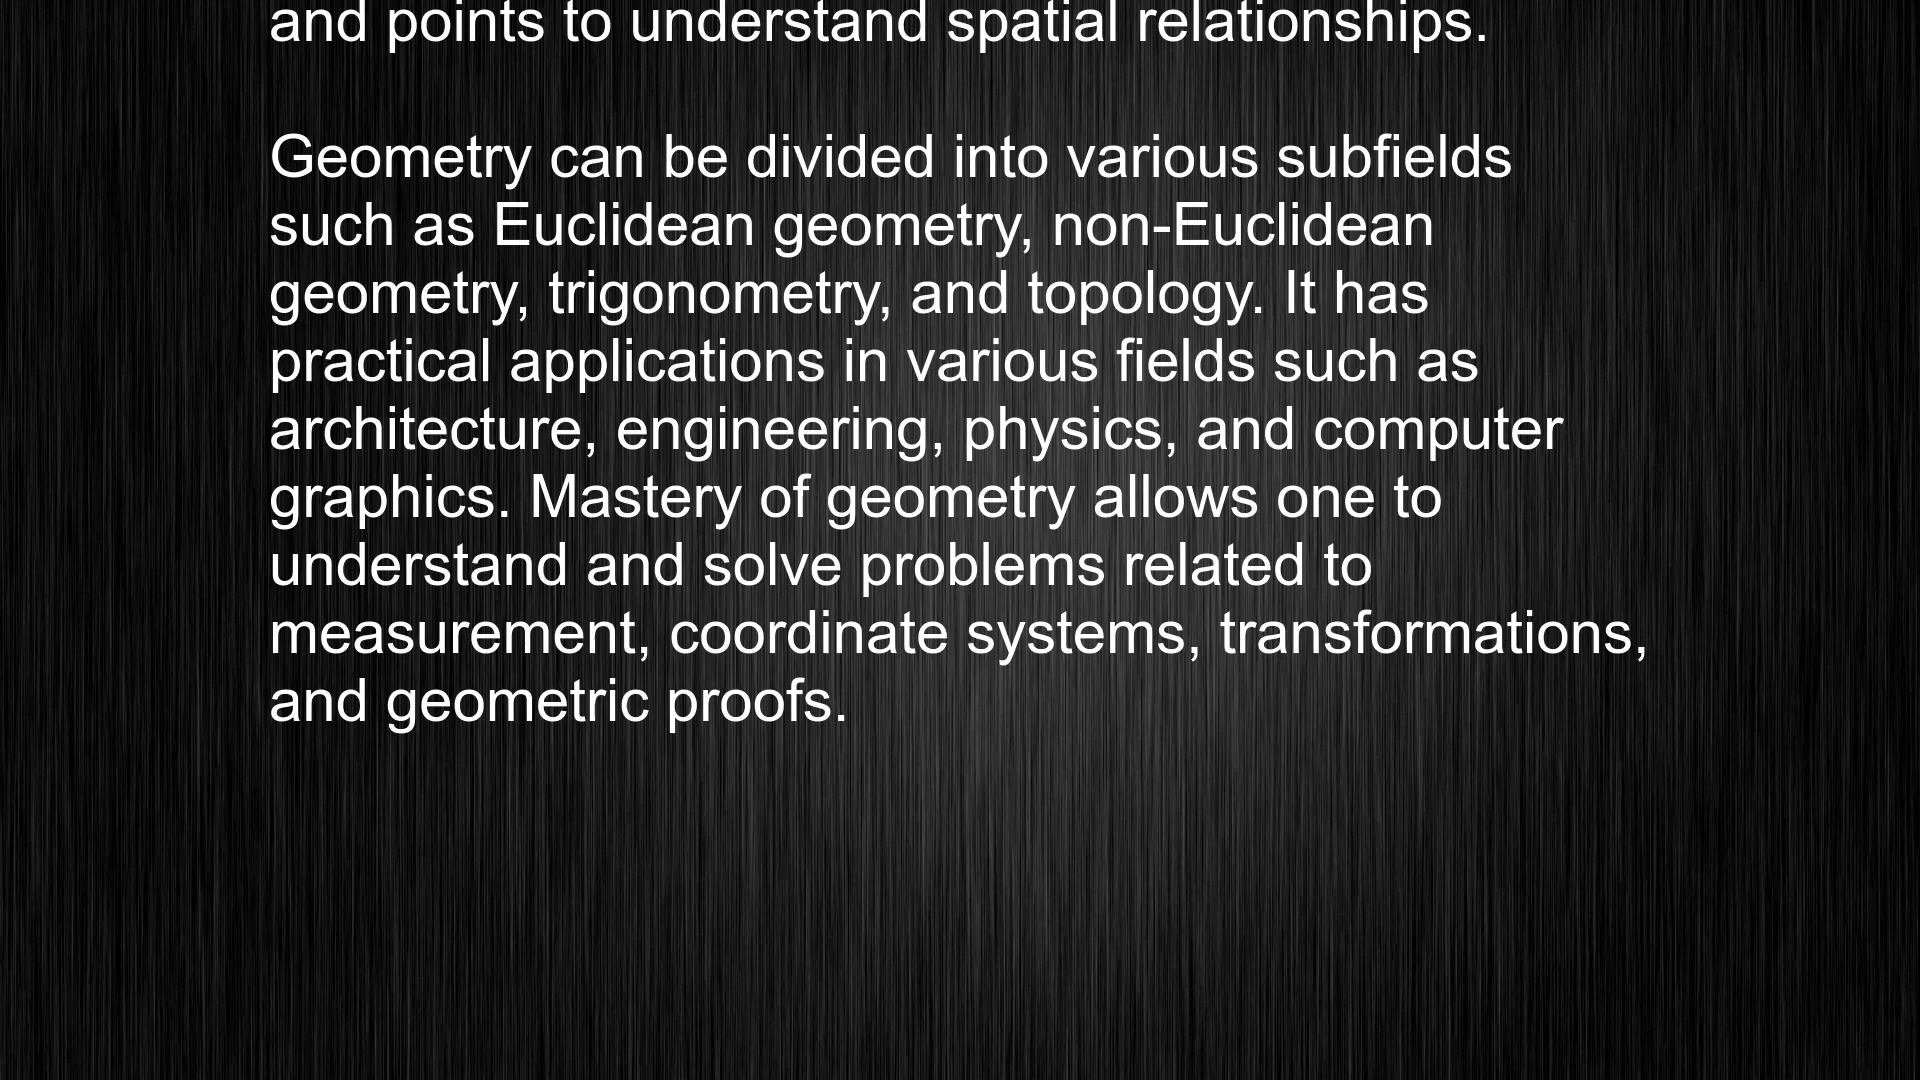 and points to understand spatial relationships.
Geometry can be divided into various subfields
such as Euclidean geometry, non-Euclidean
geometry, trigonometry, and topology. It has
practical applications in various fields such as
architecture, engineering, physics, and computer
graphics. Mastery of geometry allows one to
understand and solve problems related to
measurement, coordinate systems, transformations,
and geometric proofs.